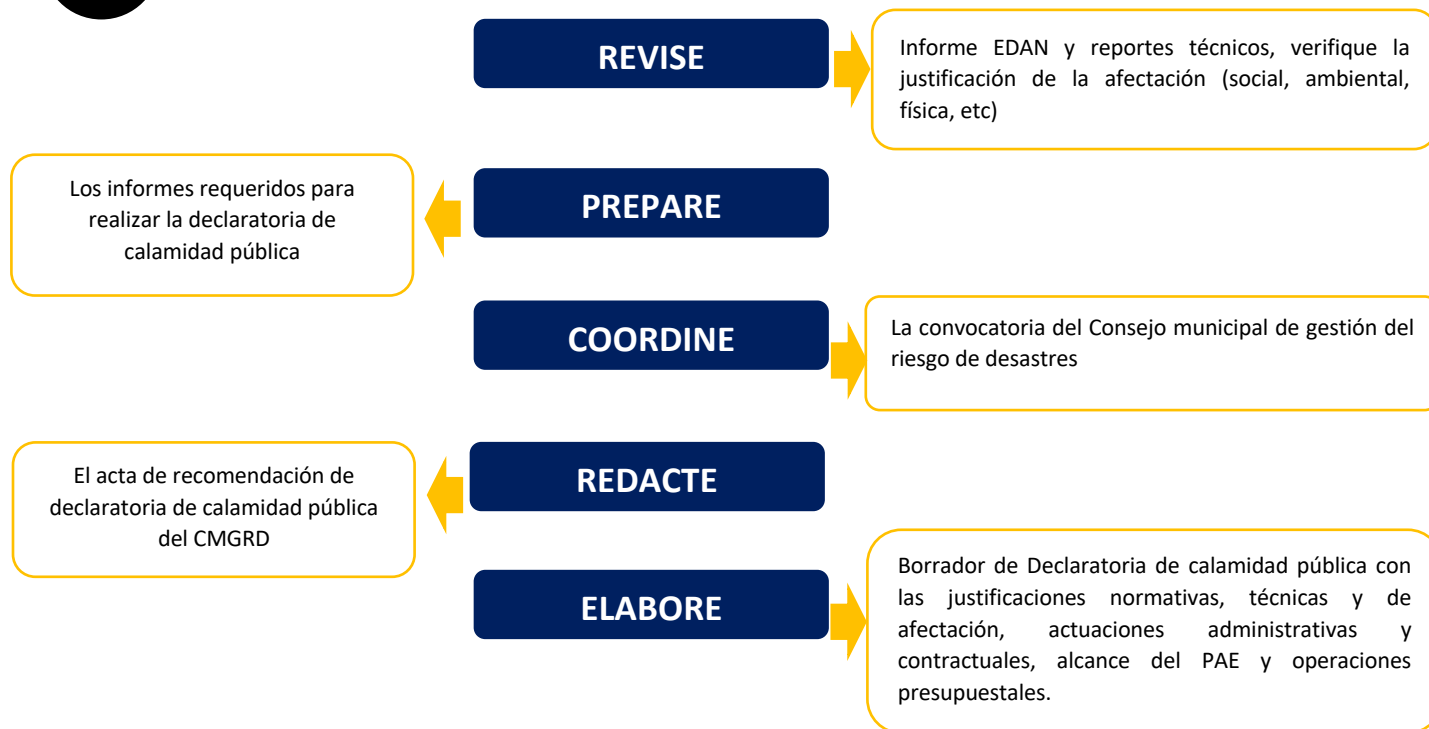 REVISE
Informe EDAN y reportes técnicos, verifique la
justificación de la afectación (social, ambiental,
física, etc)
PREPARE
Los informes requeridos para
realizar la declaratoria de
calamidad pública
COORDINE
La convocatoria del Consejo municipal de gestión del
riesgo de desastres
REDACTE
El acta de recomendación de
declaratoria de calamidad pública
del CMGRD
ELABORE
Borrador de Declaratoria de calamidad pública con
las justificaciones normativas, técnicas y de
afectación, actuaciones administrativas y
contractuales, alcance del PAE y operaciones
presupuestales.